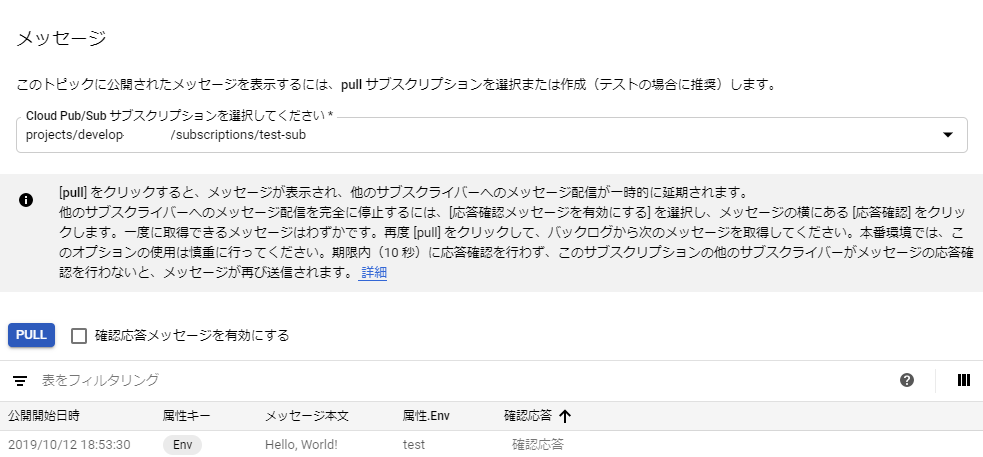 メッセージ
このトピックに公開されたメッセージを表示するには、pull サブスクリプションを選択または作成（テストの場合に推奨）します。
Cloud Pub/Sub サブスクリプションを選択してください *
projects/develop /subscriptions/test-sub
[pull] をクリックすると、メッセージが表示され、他のサブスクライバーへのメッセージ配信が一時的に延期されます。
他のサブスクライバーへのメッセージ配信を完全に停止するには、[応答確認メッセージを有効にする] を選択し、メッセージの横にある [応答確認] をクリッ
クします。一度に取得できるメッセージはわずかです。再度 [pull] をクリックして、バックログから次のメッセージを取得してください。本番環境では、こ
のオプションの使用は慎重に行ってください。期限内（10 秒）に応答確認を行わず、このサブスクリプションの他のサブスクライバーがメッセージの応答確
認を行わないと、メッセージが再び送信されます。 詳細
PULL 確認応答メッセージを有効にする
表をフィルタリング
公開開始日時 属性キー メッセージ本文 属性.Env 確認応答
2019/10/12 18:53:30 Env Hello, World! test 確認応答